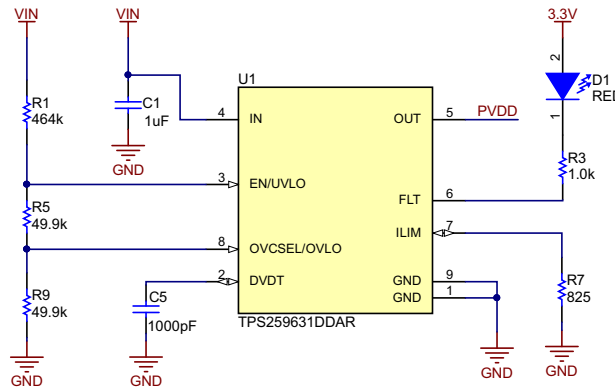 VIN
VIN
3.3V
U1
2
D1
RED
1
R1
464k
C1
1uF
GND
4
IN
OUT
5
PVDD
R3
1.0k
3
EN/UVLO
FLT
6
R5
49.9k
ILIM
7
8
OVCSEL/OVLO
2
DVDT
GND
9
GND
1
R7
825
R9
49.9k
C5
1000pF
TPS259631DDAR
GND
GND
GND
GND